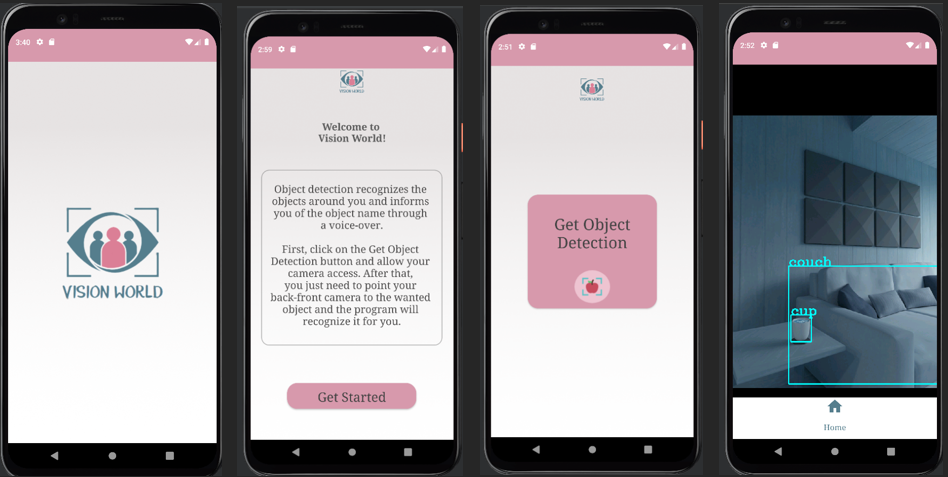 3:40
VISION WORLD
2:59
VISION WORLD
Welcome to
Vision World!
Object detection recognizes the
objects around you and informs
you of the object name through
a voice-over.
First, click on the Get Object
Detection button and allow your
camera access. After that,
you just need to point your
back-front camera to the wanted
object and the program will
recognize it for you.
Get Started
2:51
VISION WORLD
Get Object
Detection
2:52
couch
cup
Home